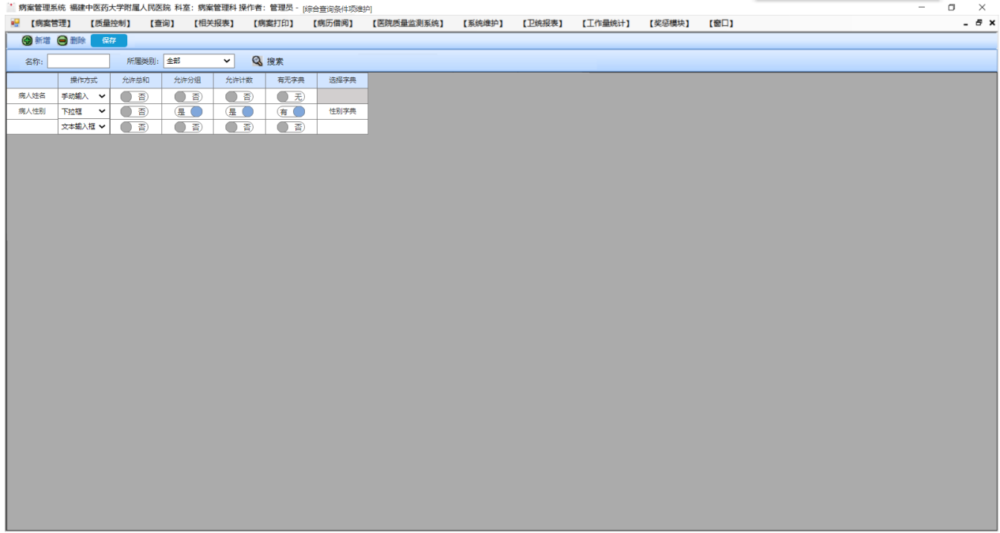 病案管理系统 福建中医药大学附属人民医院 科室：病案管理科 操作者：管理员 - [综合查询条件项维护]
【病案管理】 【质量控制】 【查询】 【相关报表】 【病案打印】 【病历借阅】 【医院质量监测系统】 【系统维护】 【卫统报表】 【工作量统计】 【奖惩模块】 【窗口】
新增 删除 保存
名称: 所属类别: 全部 搜索
操作方式 允许总和 允许分组 允许计数 有无字典 选择字典
病人姓名 手动输入 否 否 否 无
病人性别 下拉框 否 是 是 有 性别字典
文本输入框 否 否 否 否